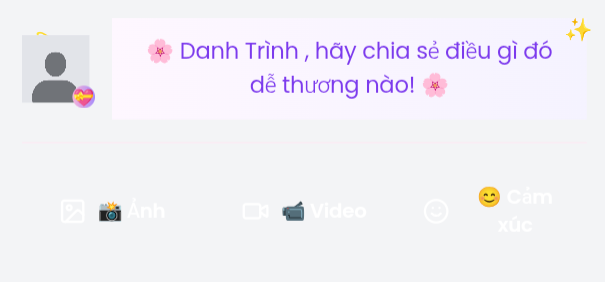 🌸 Danh Trình , hãy chia sẻ điều gì đó
dễ thương nào! 🌸
📸 Ảnh
📹 Video
😊 Cảm
xúc